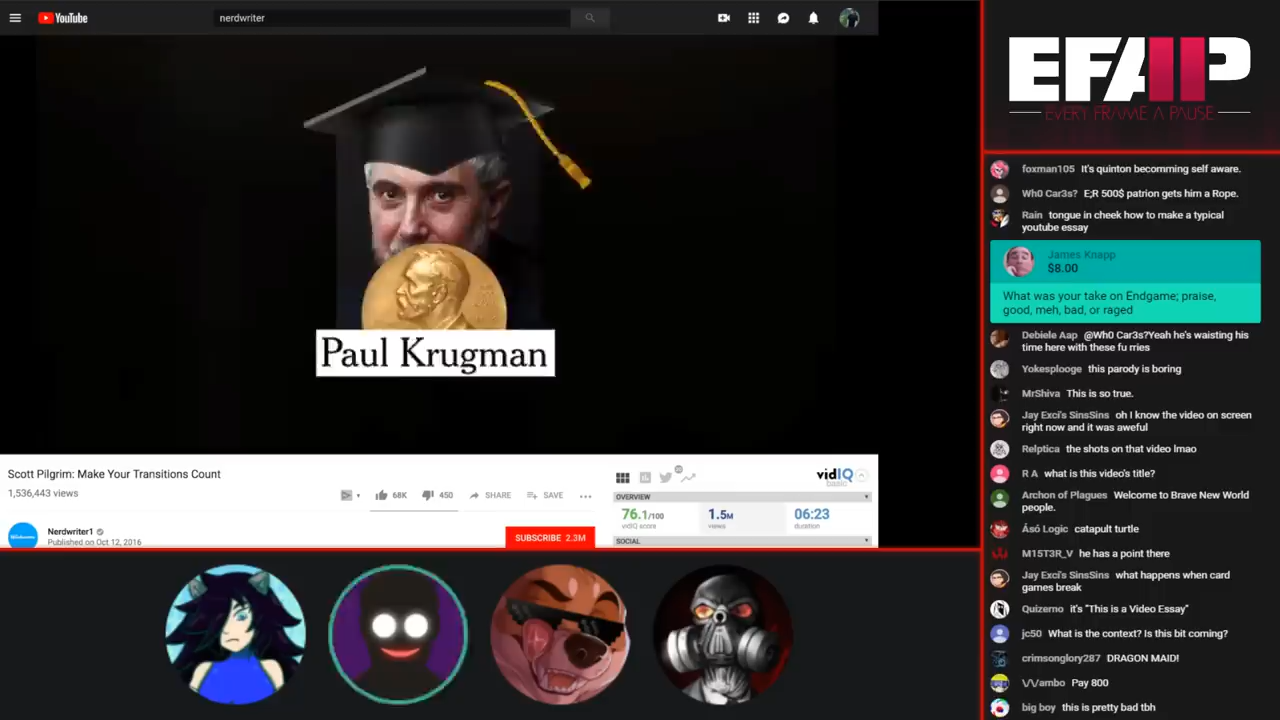 YouTube
nerdwriter
Paul Krugman
Scott Pilgrim: Make Your Transitions Count
1,536,443 views
68K
450
SHARE
SAVE
Nerdwriter1
Published on Oct 12, 2016
SUBSCRIBE 2.3M
vidIQ
basic
OVERVIEW
76.1/100
vidIQ score
1.5M
views
06:23
duration
SOCIAL
EFAP
EVERY FRAME A PAUSE
foxman105 It's quinton becomming self aware.
Wh0 Car3s? E;R 500$ patrion gets him a Rope.
Rain tongue in cheek how to make a typical
youtube essay
James Knapp
$8.00
What was your take on Endgame; praise,
good, meh, bad, or raged
Debiele Aap @Wh0 Car3s?Yeah he's waisting his
time here with these fu rries
Yokesplooge this parody is boring
MrShiva This is so true.
Jay Exci's SinsSins oh I know the video on screen
right now and it was aweful
Relptica the shots on that video lmao
R A what is this video's title?
Archon of Plagues Welcome to Brave New World
people.
Ásó Logic catapult turtle
M15T3R_V he has a point there
Jay Exci's SinsSins what happens when card
games break
Quizerno it's "This is a Video Essay"
jc50 What is the context? Is this bit coming?
crimsonglory287 DRAGON MAID!
\/\/ambo Pay 800
big boy this is pretty bad tbh